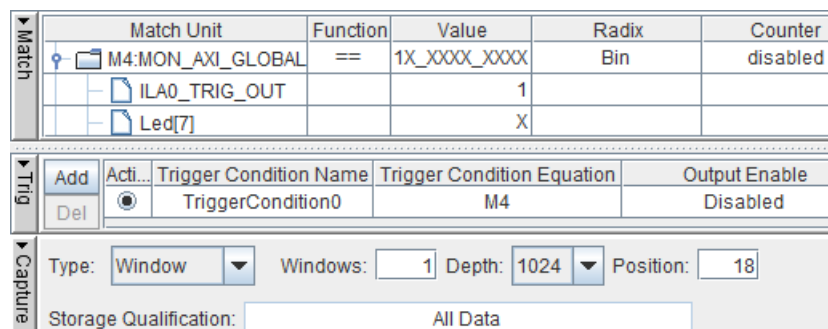 Match
Match Unit Function Value Radix Counter
M4:MON_AXI_GLOBAL == 1X_XXXX_XXXX Bin disabled
ILA0_TRIG_OUT 1
Led[7] X
Trig
Add Acti... Trigger Condition Name Trigger Condition Equation Output Enable
Del TriggerCondition0 M4 Disabled
Capture
Type: Window Windows: 1 Depth: 1024 Position: 18
Storage Qualification: All Data